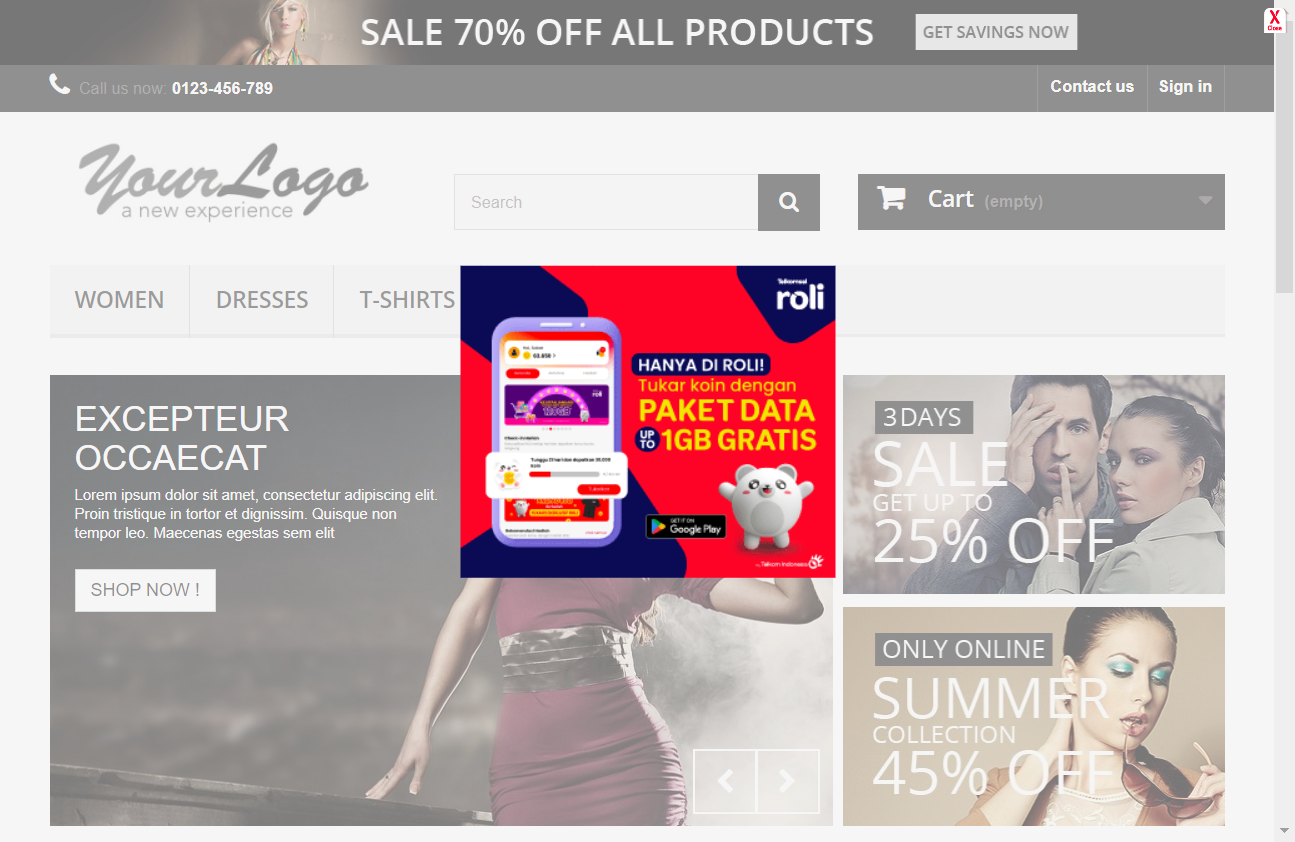 SALE 70% OFF ALL PRODUCTS
GET SAVINGS NOW
X
Close
Call us now: 0123-456-789
Contact us
Sign in
YourLogo
a new experience
Search
Cart (empty)
WOMEN
DRESSES
T-SHIRTS
Telkomsel
roli
HANYA DI ROLI!
Tukar koin dengan
PAKET DATA
UP TO 1GB GRATIS
GET IT ON
Google Play
Telkom Indonesia
EXCEPTEUR
OCCAECAT
Lorem ipsum dolor sit amet, consectetur adipiscing elit.
Proin tristique in tortor et dignissim. Quisque non
tempor leo. Maecenas egestas sem elit
SHOP NOW !
3 DAYS
SALE
GET UP TO
25% OFF
ONLY ONLINE
SUMMER
COLLECTION
45% OFF